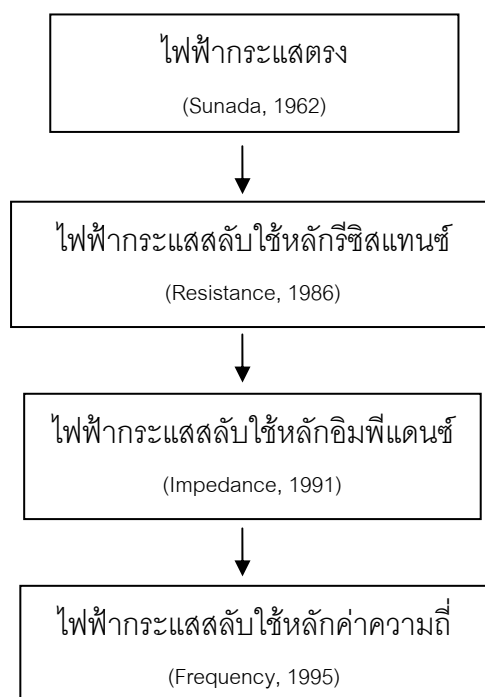 ไฟฟ้ากระแสตรง
(Sunada, 1962)
ไฟฟ้ากระแสสลับใช้หลักรีซิสแทนซ์
(Resistance, 1986)
ไฟฟ้ากระแสสลับใช้หลักอิมพีแดนซ์
(Impedance, 1991)
ไฟฟ้ากระแสสลับใช้หลักค่าความถี่
(Frequency, 1995)